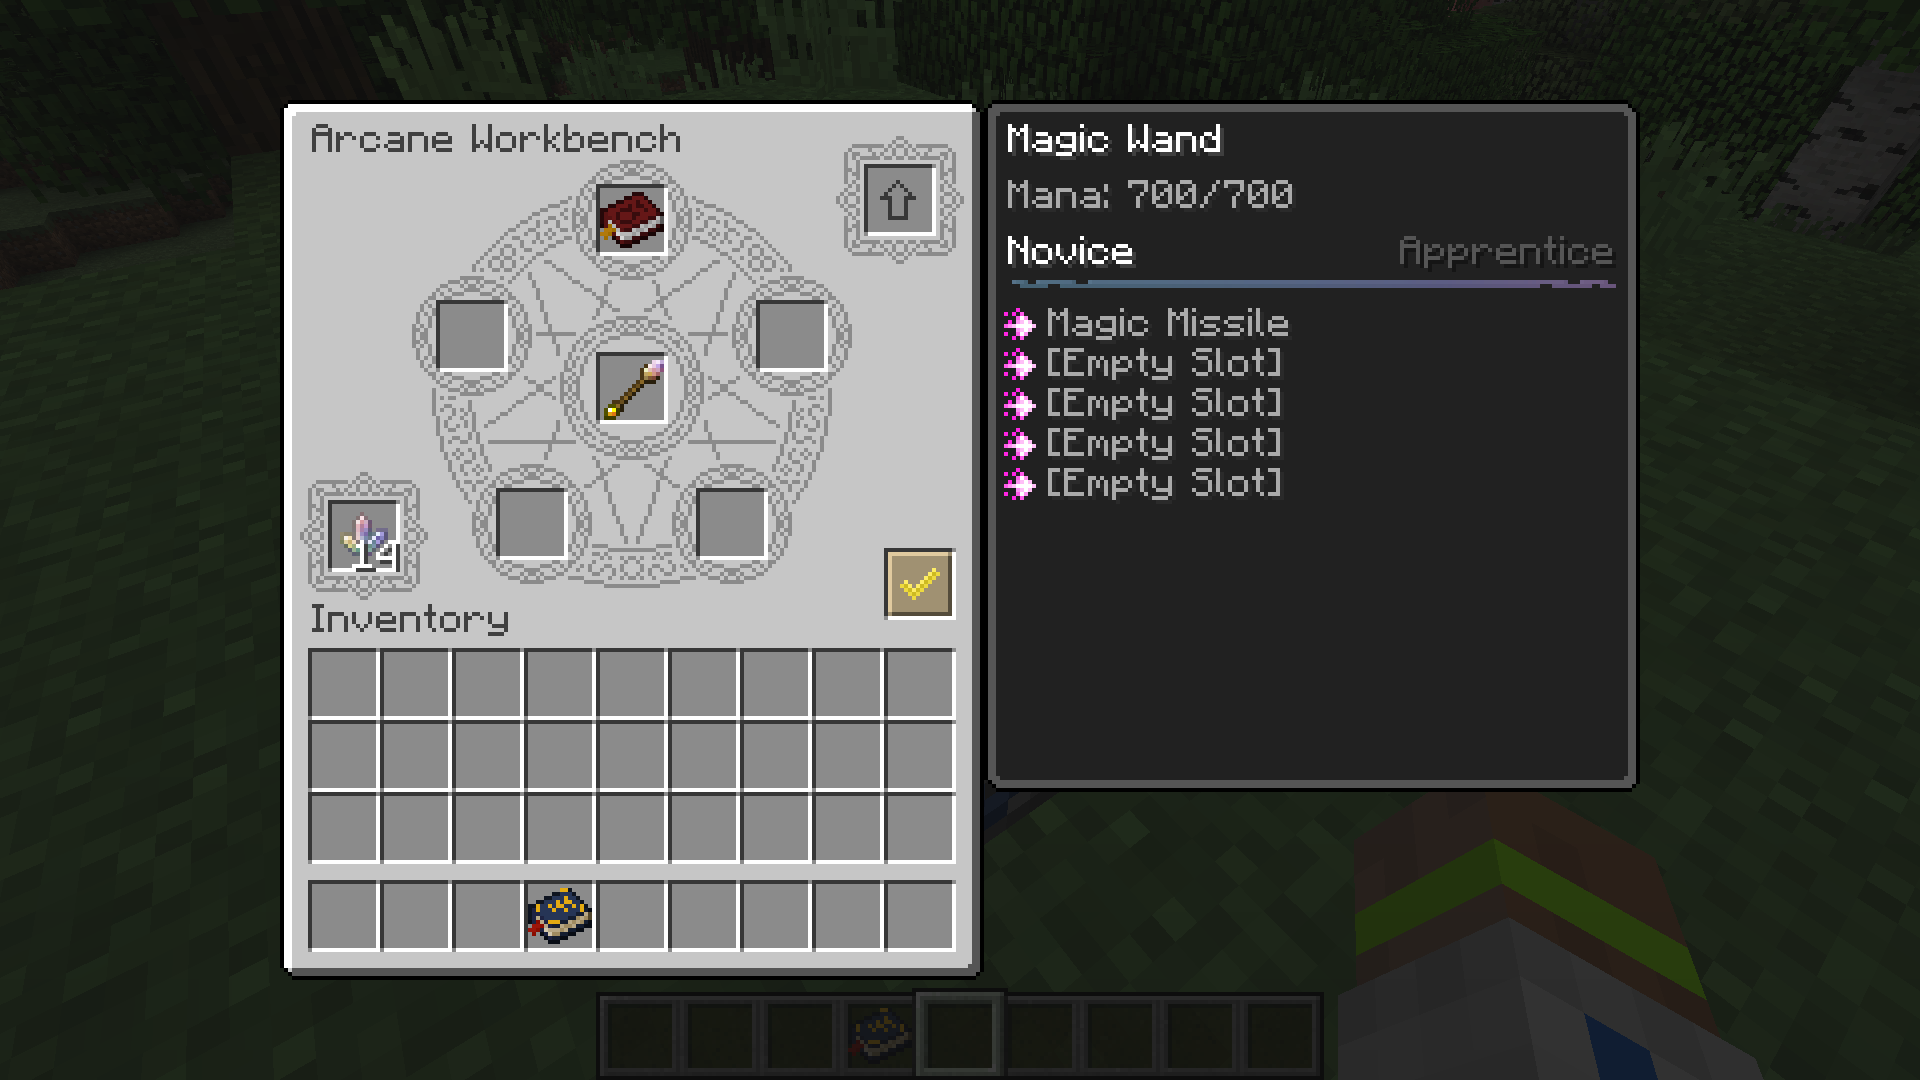 Arcane Workbench
14
Inventory
Magic Wand
Mana: 700/700
Novice Apprentice
Magic Missile
[Empty Slot]
[Empty Slot]
[Empty Slot]
[Empty Slot]